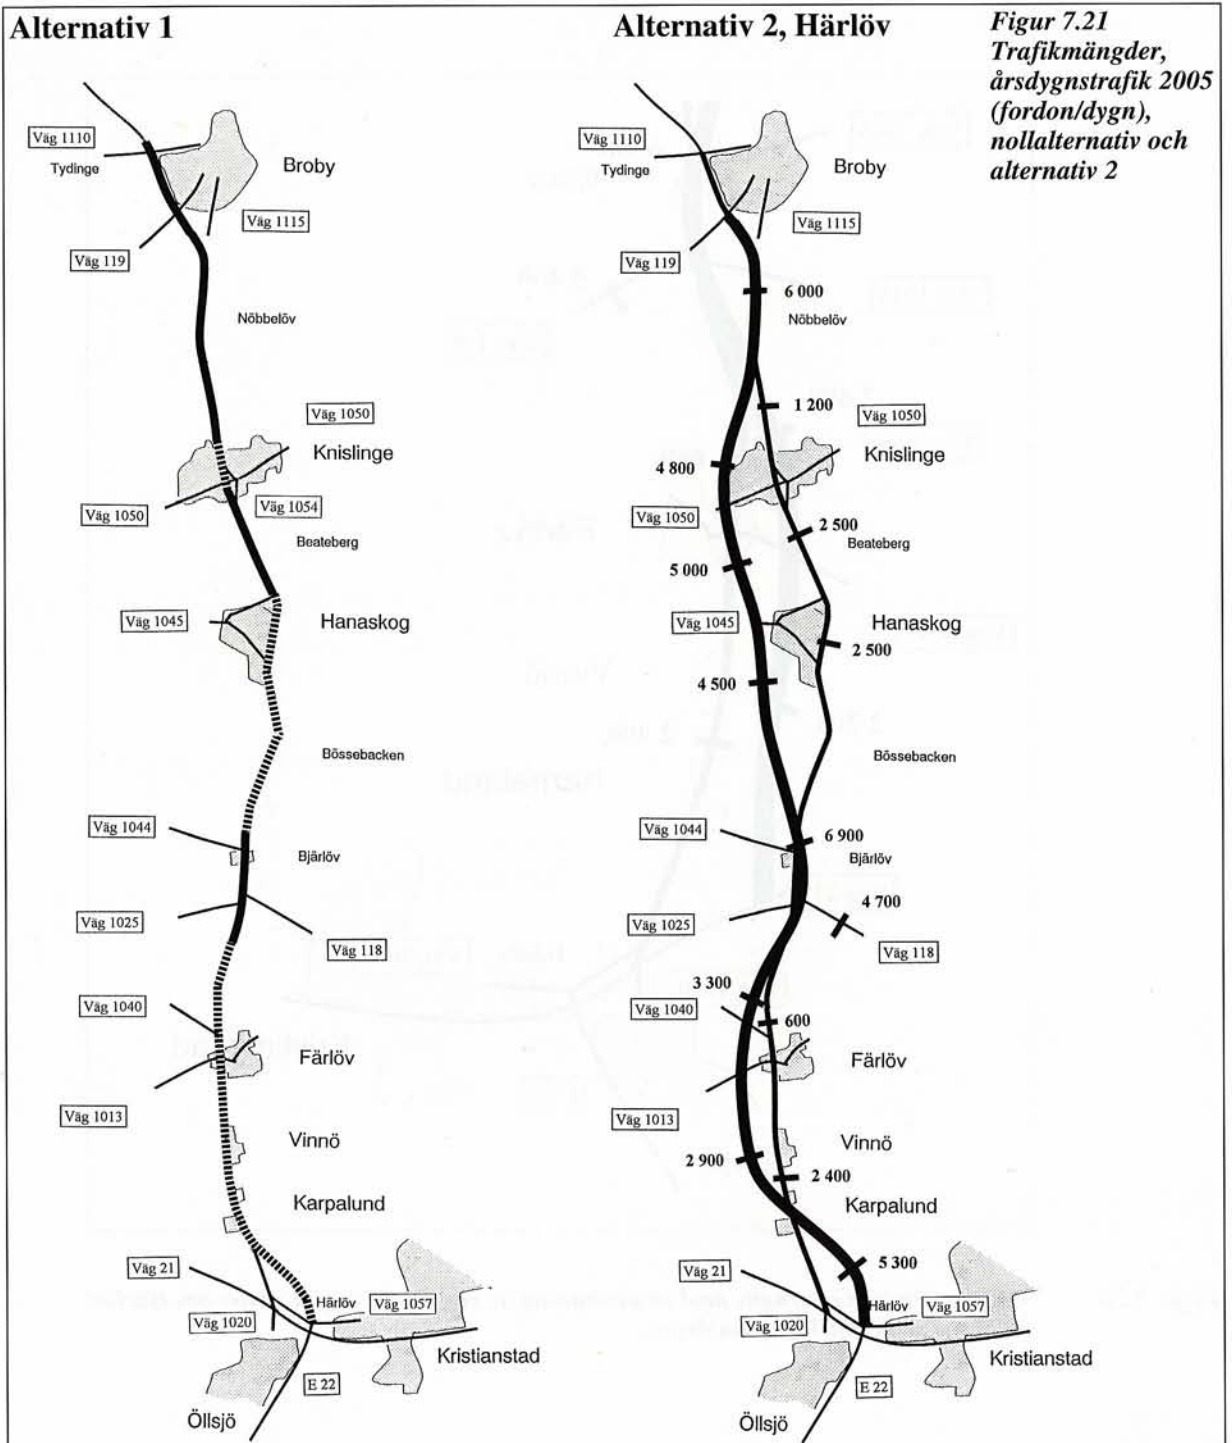 Alternativ 1
Väg 1110
Tydinge
Broby
Väg 1115
Väg 119
Nöbbelöv
Väg 1050
Knislinge
Väg 1050
Väg 1054
Beateberg
Väg 1045
Hanaskog
Bössebacken
Väg 1044
Bjärlöv
Väg 1025
Väg 118
Väg 1040
Färlöv
Väg 1013
Vinnö
Karpalund
Väg 21
Härlöv
Väg 1057
Väg 1020
Kristianstad
E 22
Öllsjö
Alternativ 2, Härlöv
Väg 1110
Tydinge
Broby
Väg 1115
Väg 119
6 000
Nöbbelöv
1 200
Väg 1050
Knislinge
4 800
Väg 1050
2 500
Beateberg
5 000
Väg 1045
Hanaskog
2 500
4 500
Bössebacken
Väg 1044
6 900
Bjärlöv
4 700
Väg 1025
Väg 118
3 300
Väg 1040
600
Färlöv
Väg 1013
Vinnö
2 900
2 400
Karpalund
5 300
Väg 21
Härlöv
Väg 1057
Väg 1020
Kristianstad
E 22
Öllsjö
Figur 7.21
Trafikmängder,
årsdygnstrafik 2005
(fordon/dygn),
nollalternativ och
alternativ 2